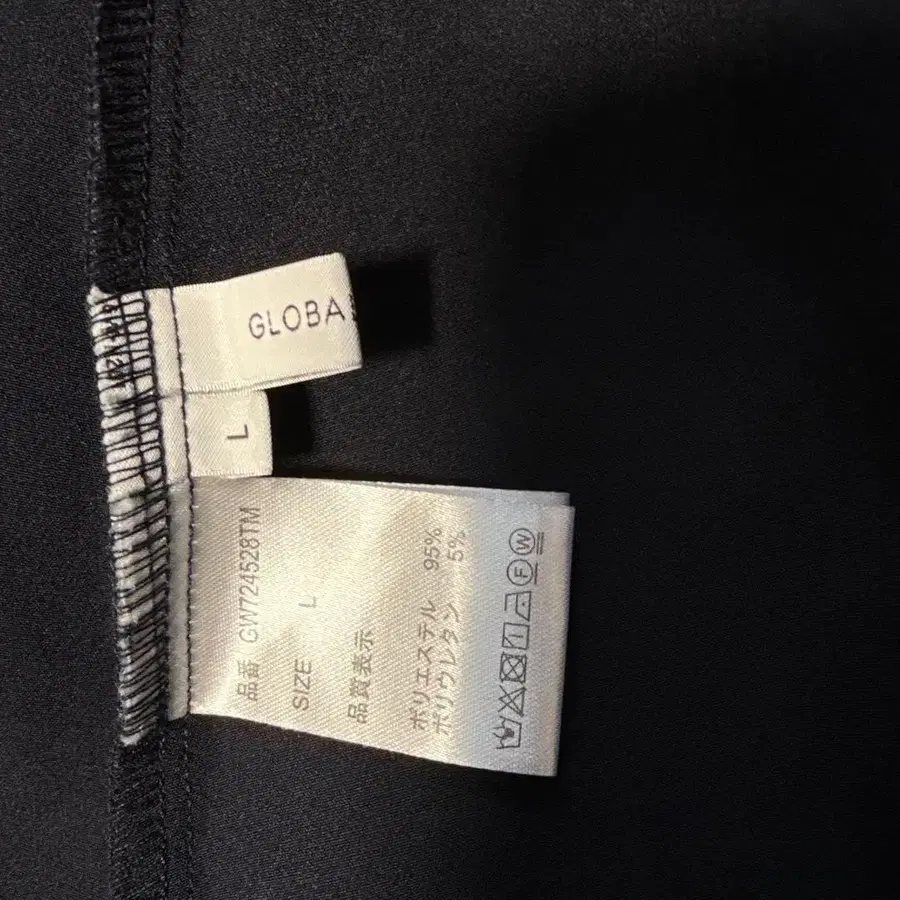 GLOBA
L
品番 GW724528TM
SIZE L
品質表示
ポリエステル 95%
ポリウレタン 5%
F W